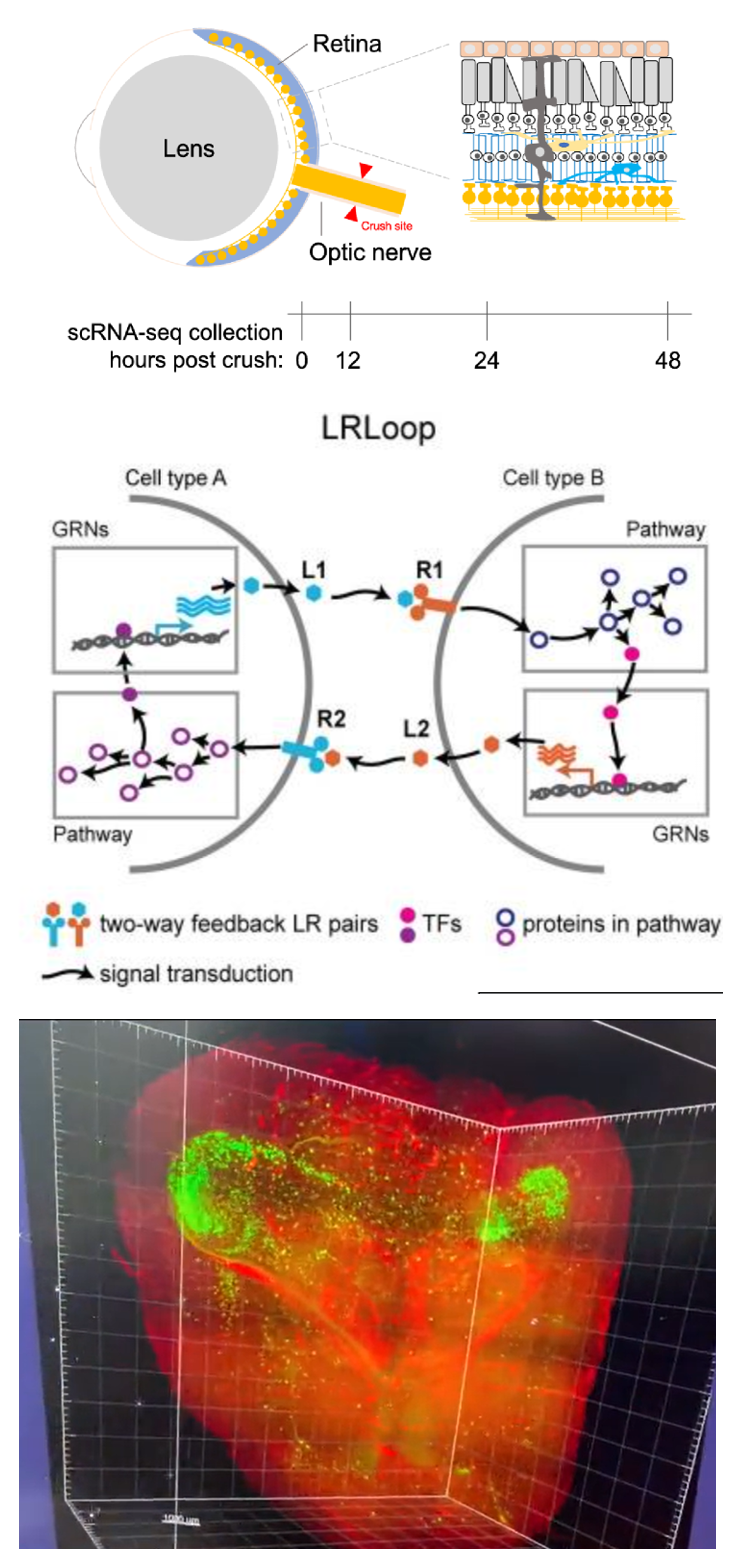 Retina
Lens
Crush site
Optic nerve
scRNA-seq collection
hours post crush: 0 12 24 48
LRLoop
Cell type A
Cell type B
GRNs
Pathway
L1
R1
R2
L2
Pathway
GRNs
two-way feedback LR pairs
TFs
proteins in pathway
signal transduction